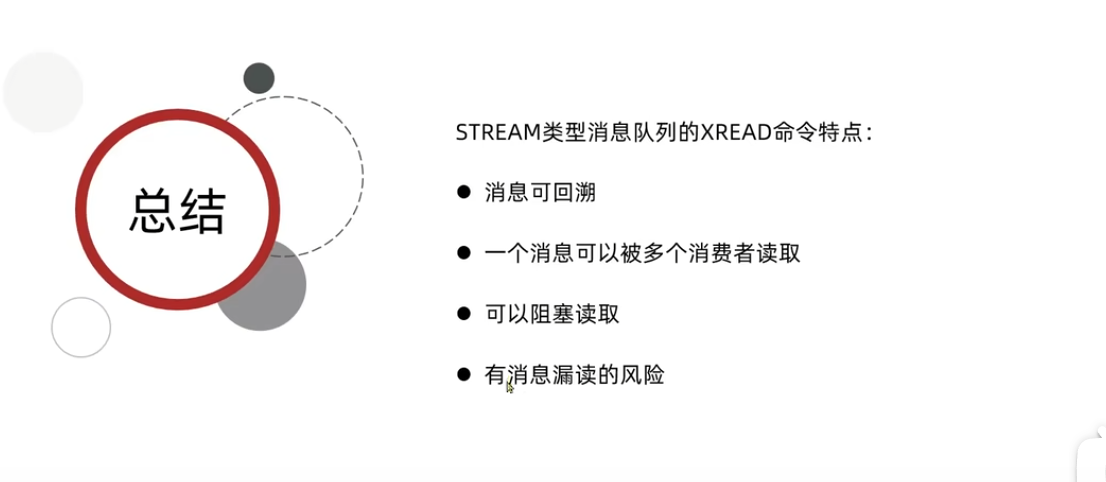 总结
STREAM类型消息队列的XREAD命令特点：
● 消息可回溯
● 一个消息可以被多个消费者读取
● 可以阻塞读取
● 有消息漏读的风险